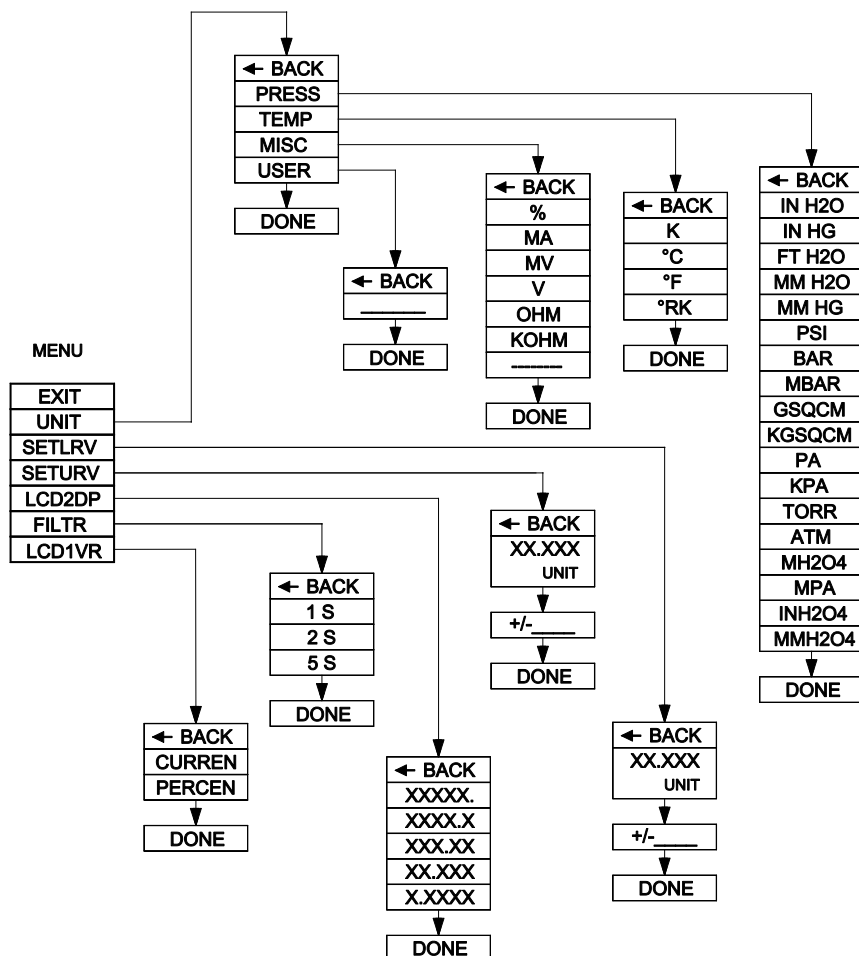 ← BACK
PRESS
TEMP
MISC
USER
DONE
← BACK
_______
DONE
← BACK
%
MA
MV
V
OHM
KOHM
--------
DONE
← BACK
K
°C
°F
°RK
DONE
← BACK
IN H2O
IN HG
FT H2O
MM H2O
MM HG
PSI
BAR
MBAR
GSQCM
KGSQCM
PA
KPA
TORR
ATM
MH2O4
MPA
INH2O4
MMH2O4
DONE
MENU
EXIT
UNIT
SETLRV
SETURV
LCD2DP
FILTR
LCD1VR
← BACK
XX.XXX
UNIT
+/-_____
DONE
← BACK
1 S
2 S
5 S
DONE
← BACK
CURREN
PERCEN
DONE
← BACK
XXXXX.
XXXX.X
XXX.XX
XX.XXX
X.XXXX
DONE
← BACK
XX.XXX
UNIT
+/-_____
DONE